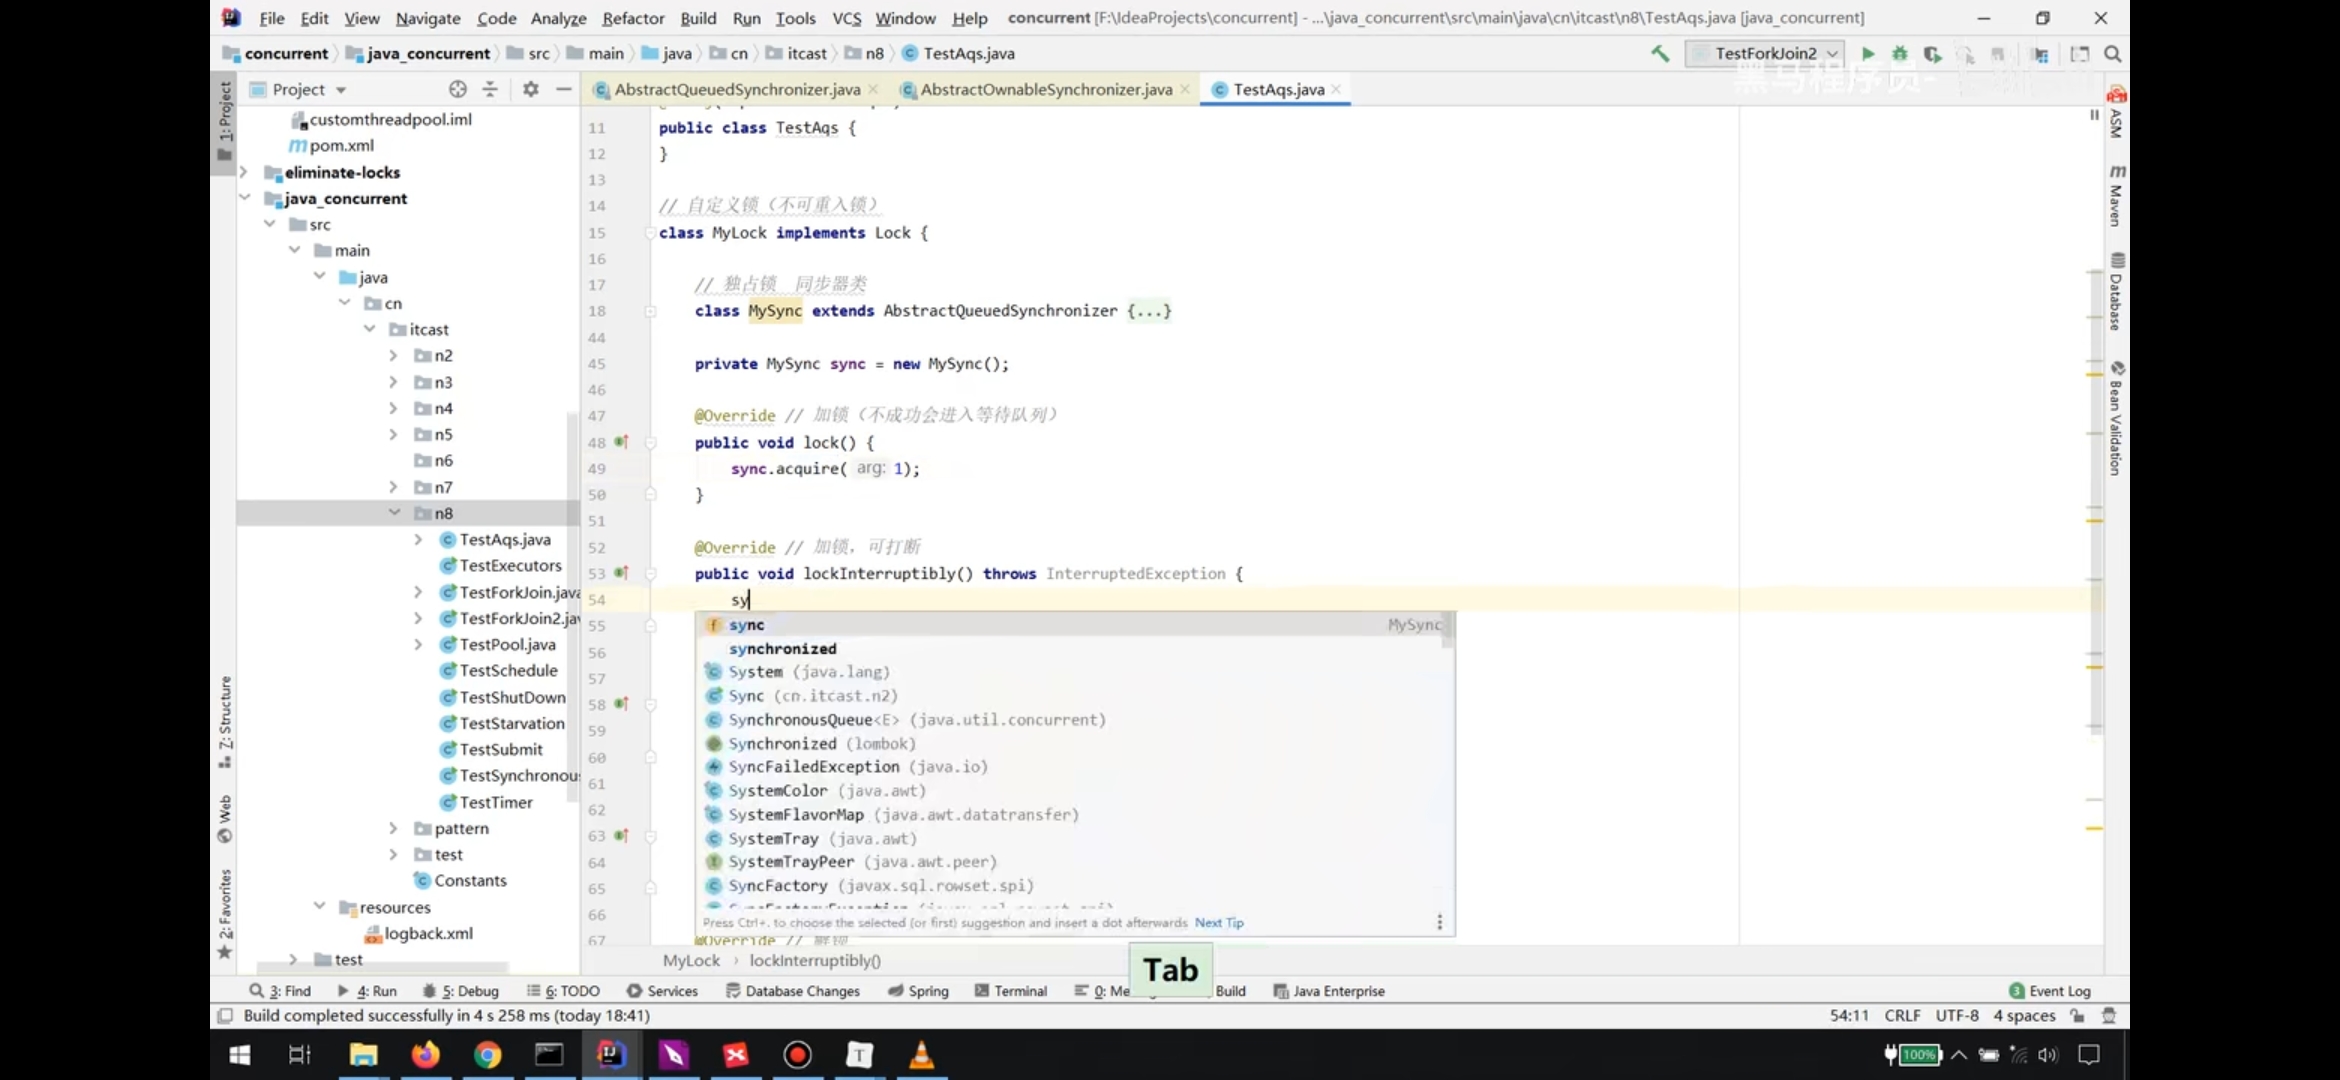 File Edit View Navigate Code Analyze Refactor Build Run Tools VCS Window Help concurrent [F:\IdeaProjects\concurrent] - ...\java_concurrent\src\main\java\cn\itcast\n8\TestAqs.java [java_concurrent]
concurrent java_concurrent src main java cn itcast n8 TestAqs.java TestForkJoin2
黑马程序员-
Project
AbstractQueuedSynchronizer.java AbstractOwnableSynchronizer.java TestAqs.java
1: Project
Z: Structure
Web
2: Favorites
customthreadpool.iml
pom.xml
eliminate-locks
java_concurrent
src
main
java
cn
itcast
n2
n3
n4
n5
n6
n7
n8
TestAqs.java
TestExecutors
TestForkJoin.java
TestForkJoin2.jav
TestPool.java
TestSchedule
TestShutDown
TestStarvation
TestSubmit
TestSynchronous
TestTimer
pattern
test
Constants
resources
logback.xml
test
11 public class TestAqs {
12 }
13
14 // 自定义锁（不可重入锁）
15 class MyLock implements Lock {
16
17 // 独占锁 同步器类
18 class MySync extends AbstractQueuedSynchronizer {...}
44
45 private MySync sync = new MySync();
46
47 @Override // 加锁（不成功会进入等待队列）
48 public void lock() {
49 sync.acquire( arg: 1);
50 }
51
52 @Override // 加锁，可打断
53 public void lockInterruptibly() throws InterruptedException {
54 sy
55
56
57
58
59
60
61
62
63
64
65
66
67 @Override // 解锁
sync MySync
synchronized
System (java.lang)
Sync (cn.itcast.n2)
SynchronousQueue<E> (java.util.concurrent)
Synchronized (lombok)
SyncFailedException (java.io)
SystemColor (java.awt)
SystemFlavorMap (java.awt.datatransfer)
SystemTray (java.awt)
SystemTrayPeer (java.awt.peer)
SyncFactory (javax.sql.rowset.spi)
Press Ctrl+. to choose the selected (or first) suggestion and insert a dot afterwards Next Tip
MyLock lockInterruptibly()
Tab
ASM
Maven
Database
Bean Validation
3: Find 4: Run 5: Debug 6: TODO Services Database Changes Spring Terminal 0: Me Build Java Enterprise 3 Event Log
Build completed successfully in 4 s 258 ms (today 18:41) 54:11 CRLF UTF-8 4 spaces
100%